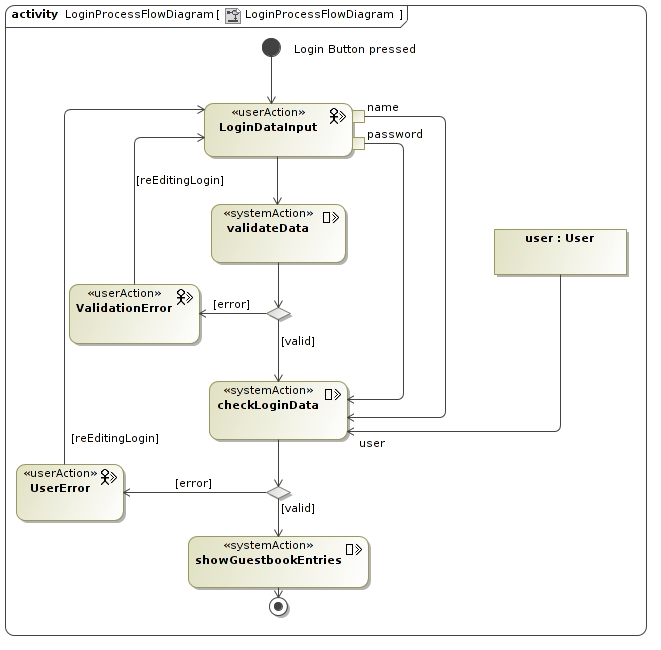 activity LoginProcessFlowDiagram [ LoginProcessFlowDiagram ]
Login Button pressed
«userAction»
LoginDataInput
name
password
[reEditingLogin]
«systemAction»
validateData
user : User
«userAction»
ValidationError
[error]
[valid]
«systemAction»
checkLoginData
user
[reEditingLogin]
«userAction»
UserError
[error]
[valid]
«systemAction»
showGuestbookEntries